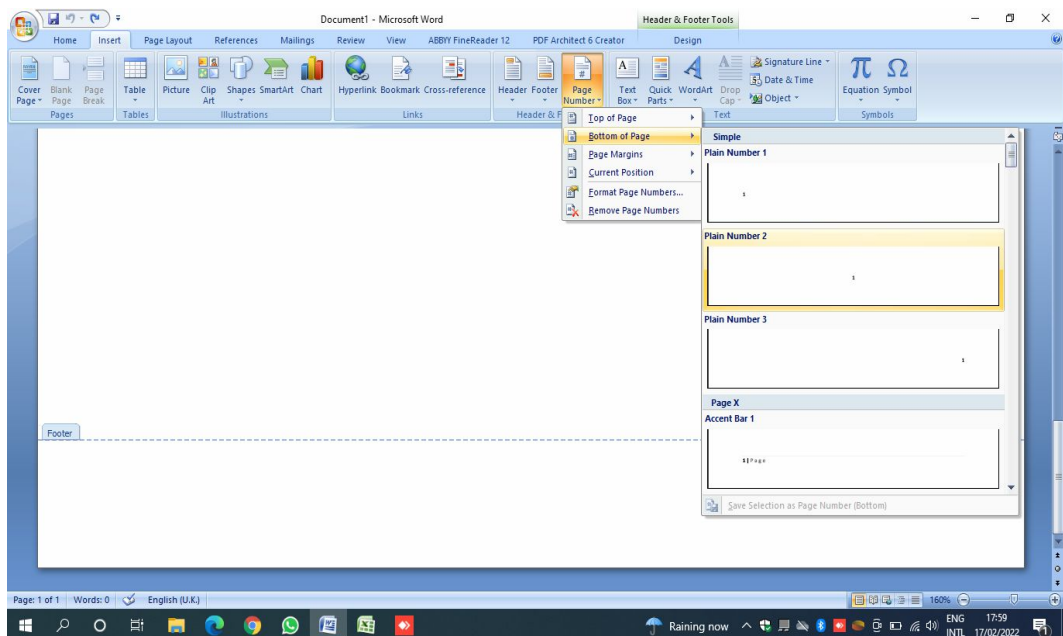 Document1 - Microsoft Word
Header & Footer Tools
Home Insert Page Layout References Mailings Review View ABBYY FineReader 12 PDF Architect 6 Creator Design
Cover Page
Blank Page
Page Break
Pages
Table
Tables
Picture
Clip Art
Shapes
SmartArt
Chart
Illustrations
Hyperlink
Bookmark
Cross-reference
Links
Header
Footer
Page Number
Header & F
Text Box
Quick Parts
WordArt
Drop Cap
Signature Line
Date & Time
Object
Text
Equation
Symbol
Symbols
Top of Page
Bottom of Page
Page Margins
Current Position
Format Page Numbers...
Remove Page Numbers
Simple
Plain Number 1
1
Plain Number 2
1
Plain Number 3
1
Page X
Accent Bar 1
1 | Page
Save Selection as Page Number (Bottom)
Footer
Page: 1 of 1 Words: 0 English (U.K.) 160%
Raining now
ENG
INTL
17:59
17/02/2022